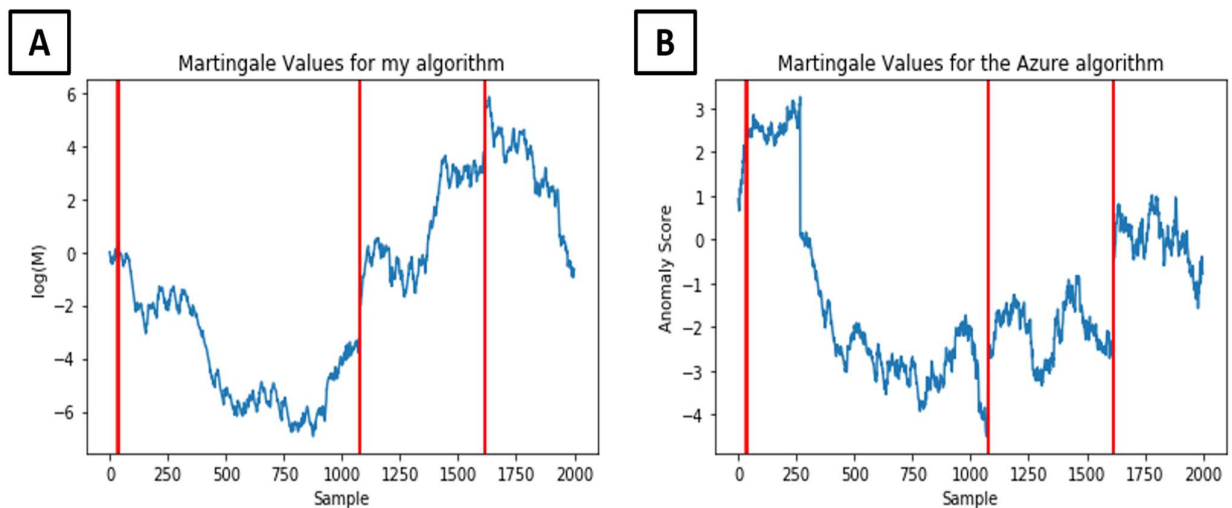 A
Martingale Values for my algorithm
6
4
2
0
−2
−4
−6
log(M)
0 250 500 750 1000 1250 1500 1750 2000
Sample
B
Martingale Values for the Azure algorithm
3
2
1
0
−1
−2
−3
−4
Anomaly Score
0 250 500 750 1000 1250 1500 1750 2000
Sample